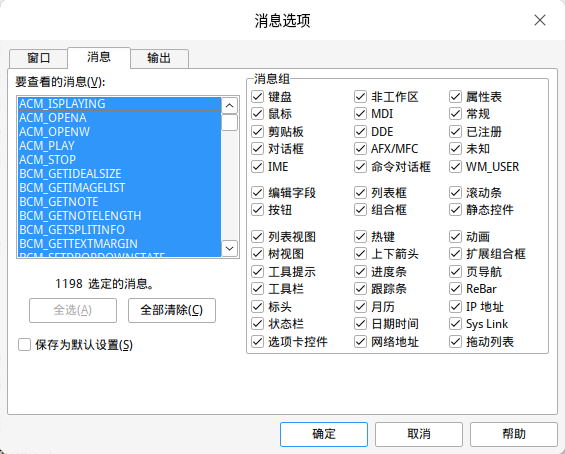 消息选项
窗口 消息 输出
要查看的消息(V):
ACM_ISPLAYING
ACM_OPENA
ACM_OPENW
ACM_PLAY
ACM_STOP
BCM_GETIDEALSIZE
BCM_GETIMAGELIST
BCM_GETNOTE
BCM_GETNOTELENGTH
BCM_GETSPLITINFO
BCM_GETTEXTMARGIN
BCM_SETDROPDOWNSTATE
1198 选定的消息。
全选(A) 全部清除(C)
保存为默认设置(S)
消息组
键盘 非工作区 属性表
鼠标 MDI 常规
剪贴板 DDE 已注册
对话框 AFX/MFC 未知
IME 命令对话框 WM_USER
编辑字段 列表框 滚动条
按钮 组合框 静态控件
列表视图 热键 动画
树视图 上下箭头 扩展组合框
工具提示 进度条 页导航
工具栏 跟踪条 ReBar
标头 月历 IP 地址
状态栏 日期时间 Sys Link
选项卡控件 网络地址 拖动列表
确定 取消 帮助